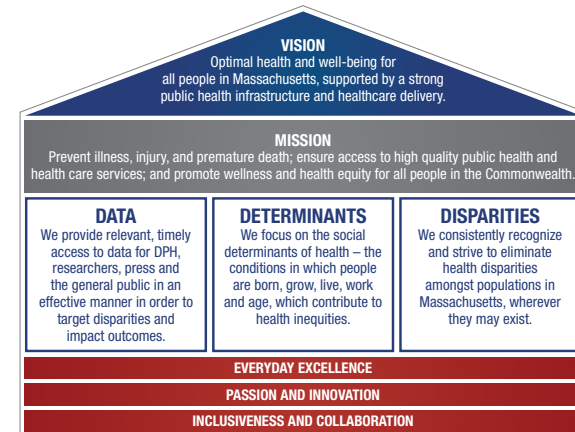 VISION
Optimal health and well-being for
all people in Massachusetts, supported by a strong
public health infrastructure and healthcare delivery.
MISSION
Prevent illness, injury, and premature death; ensure access to high quality public health and
health care services; and promote wellness and health equity for all people in the Commonwealth.
DATA
We provide relevant, timely
access to data for DPH,
researchers, press and
the general public in an
effective manner in order to
target disparities and
impact outcomes.
DETERMINANTS
We focus on the social
determinants of health – the
conditions in which people
are born, grow, live, work
and age, which contribute to
health inequities.
DISPARITIES
We consistently recognize
and strive to eliminate
health disparities
amongst populations in
Massachusetts, wherever
they may exist.
EVERYDAY EXCELLENCE
PASSION AND INNOVATION
INCLUSIVENESS AND COLLABORATION